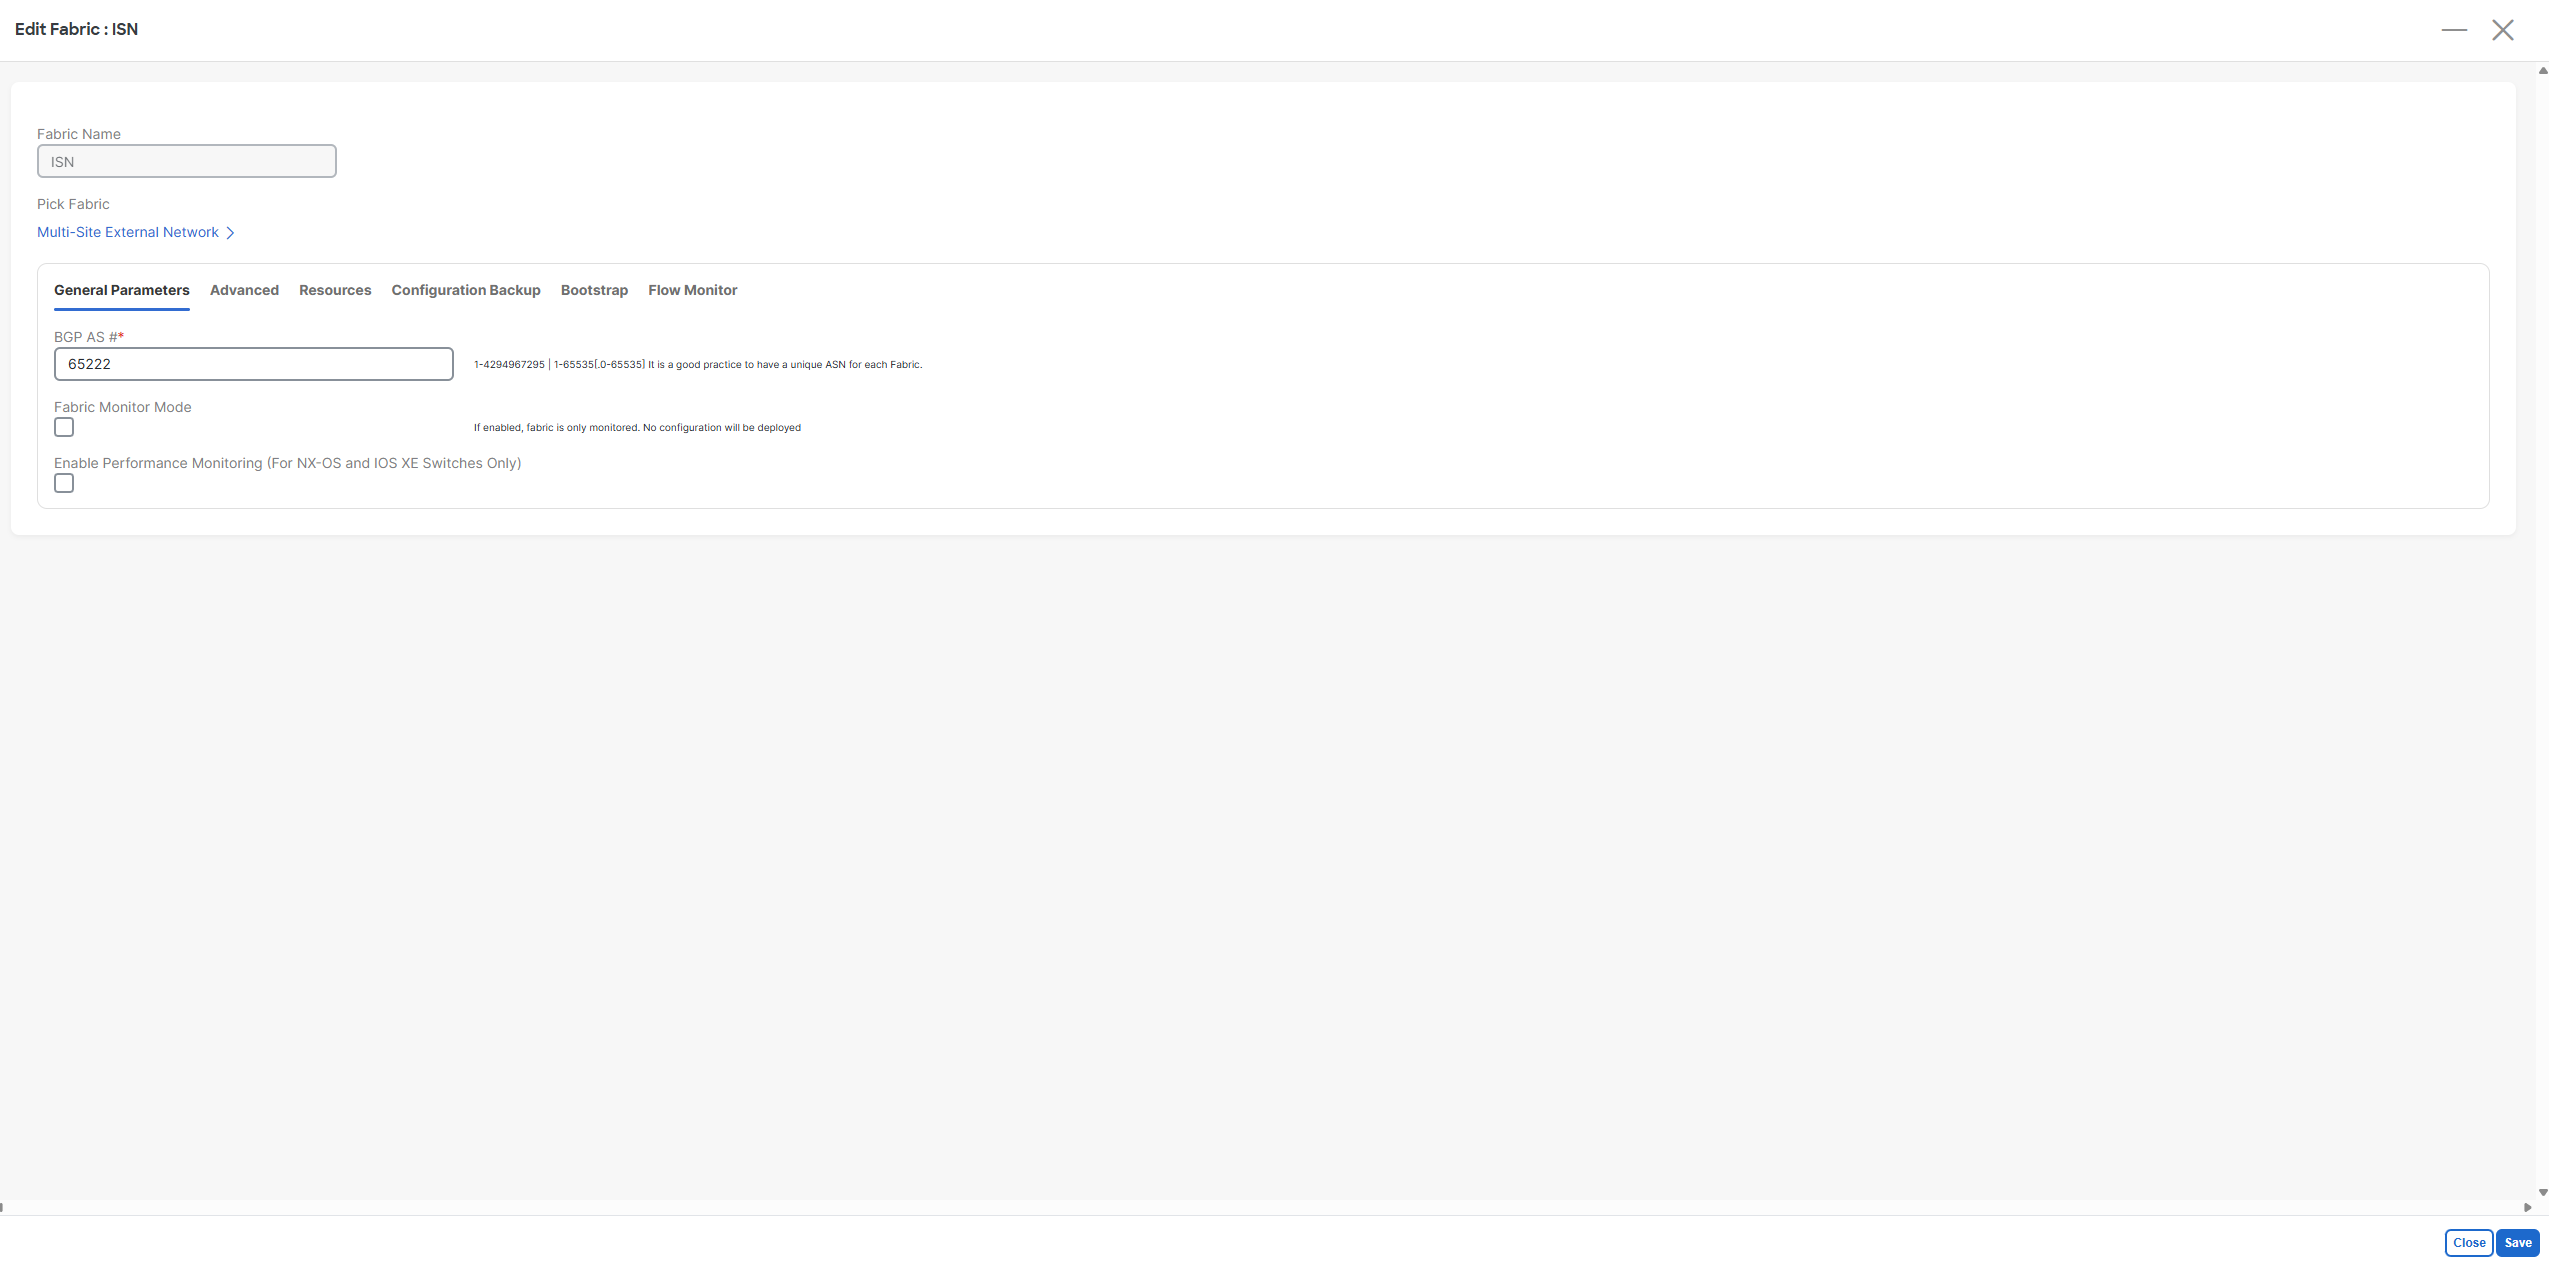 Edit Fabric : ISN
Fabric Name
ISN
Pick Fabric
Multi-Site External Network
General Parameters Advanced Resources Configuration Backup Bootstrap Flow Monitor
BGP AS #*
65222 1-4294967295 | 1-65535[.0-65535] It is a good practice to have a unique ASN for each Fabric.
Fabric Monitor Mode
If enabled, fabric is only monitored. No configuration will be deployed
Enable Performance Monitoring (For NX-OS and IOS XE Switches Only)
Close Save